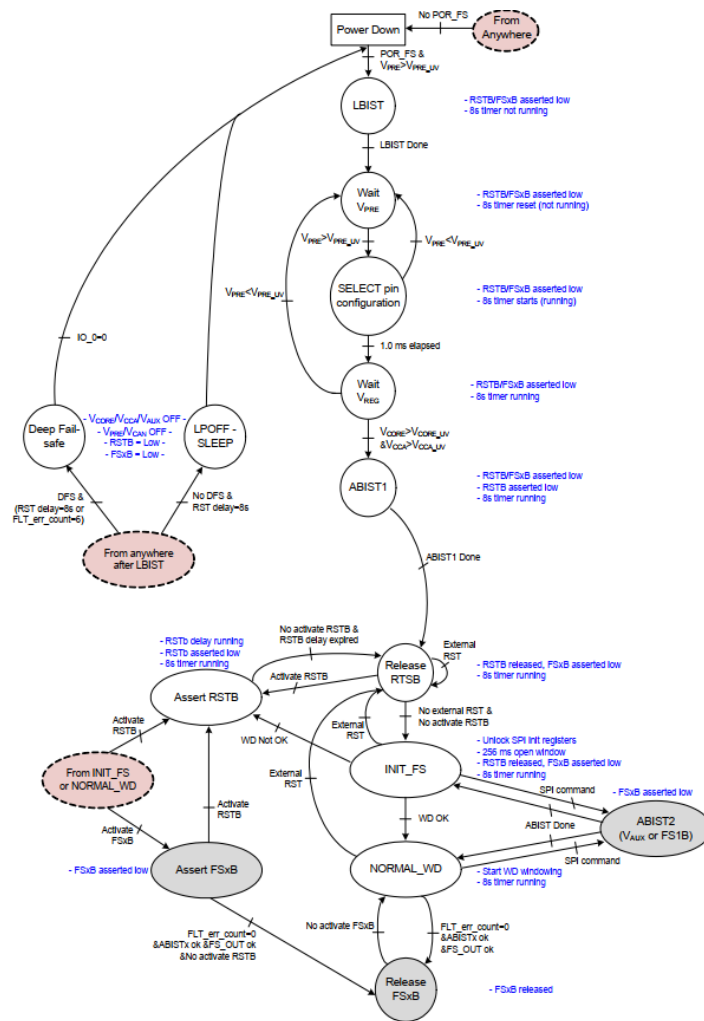 No POR_FS
From
Anywhere
Power Down
POR_FS &
VPRE>VPRE_UV
LBIST
- RSTB/FSxB asserted low
- 8s timer not running
LBIST Done
Wait
VPRE
- RSTB/FSxB asserted low
- 8s timer reset (not running)
VPRE>VPRE_UV
VPRE<VPRE_UV
VPRE<VPRE_UV
SELECT pin
configuration
- RSTB/FSxB asserted low
- 8s timer starts (running)
IO_0=0
1.0 ms elapsed
Wait
VREG
- RSTB/FSxB asserted low
- 8s timer running
Deep Fail-
safe
- VCORE/VCCA/VAUX OFF -
- VPRE/VCAN OFF -
- RSTB = Low -
- FSxB = Low -
LPOFF -
SLEEP
VCORE>VCORE_UV
&VCCA>VCCA_UV
ABIST1
- RSTB/FSxB asserted low
- RSTB asserted low
- 8s timer running
DFS &
(RST delay=8s or
FLT_err_count=6)
No DFS &
RST delay=8s
From anywhere
after LBIST
ABIST1 Done
- RSTb delay running
- RSTb asserted low
- 8s timer running
No activate RSTB &
RSTB delay expired
External
RST
Assert RSTB
Activate RSTB
Release
RTSB
- RSTB released, FSxB asserted low
- 8s timer running
Activate
RSTB
WD Not OK
External
RST
No external RST &
No activate RSTB
- Unlock SPI Init registers
- 256 ms open window
- RSTB released, FSxB asserted low
- 8s timer running
From INIT_FS
or NORMAL_WD
External
RST
INIT_FS
SPI command
- FSxB asserted low
Activate
RSTB
Activate
FSxB
WD OK
ABIST Done
ABIST2
(VAUX or FS1B)
- FSxB asserted low
Assert FSxB
NORMAL_WD
SPI command
- Start WD windowing
- 8s timer running
FLT_err_count=0
&ABISTx ok &FS_OUT ok
&No activate RSTB
No activate FSxB
FLT_err_count=0
&ABISTx ok
&FS_OUT ok
Release
FSxB
- FSxB released